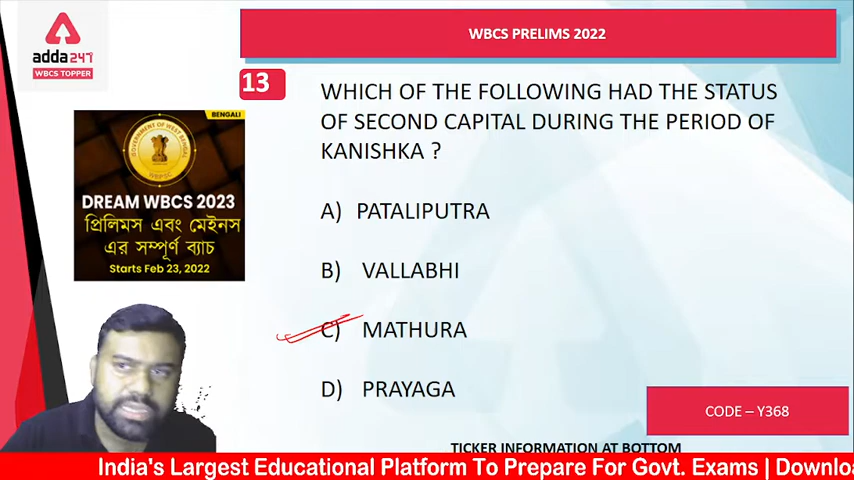 adda247
WBCS TOPPER
WBCS PRELIMS 2022
13
WHICH OF THE FOLLOWING HAD THE STATUS
OF SECOND CAPITAL DURING THE PERIOD OF
KANISHKA ?
A) PATALIPUTRA
B) VALLABHI
C) MATHURA
D) PRAYAGA
BENGALI
GOVERNMENT OF WEST BENGAL
DREAM WBCS 2023
প্রিলিমস এবং মেইনস
এর সম্পূর্ণ ব্যাচ
Starts Feb 23, 2022
CODE – Y368
TICKER INFORMATION AT BOTTOM
India's Largest Educational Platform To Prepare For Govt. Exams | Downloa